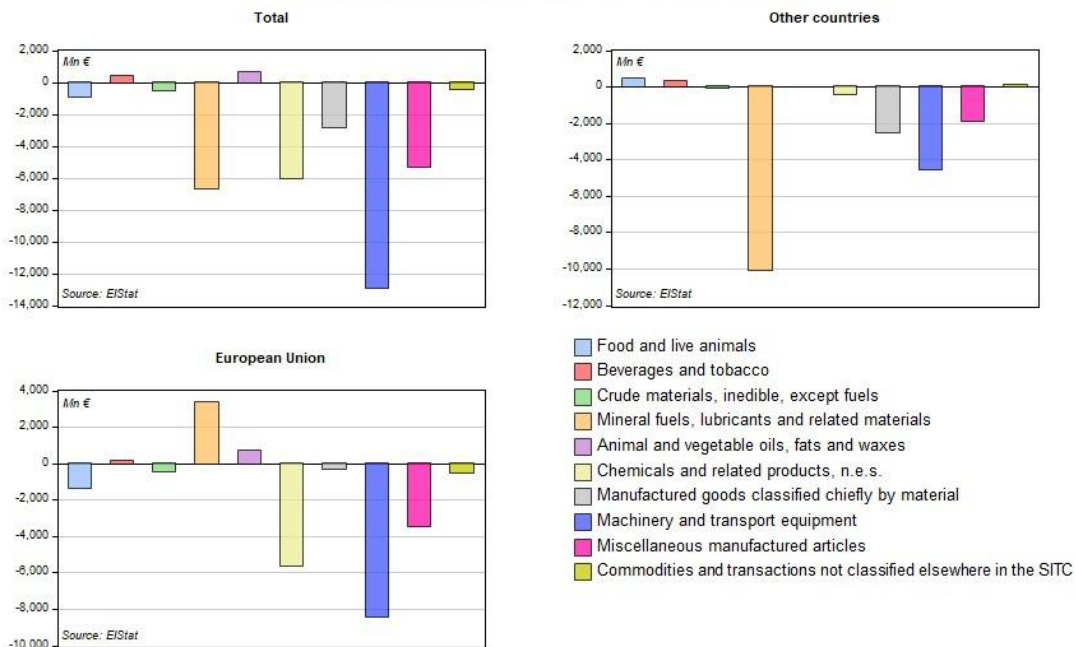 Total
2,000
0
-2,000
-4,000
-6,000
-8,000
-10,000
-12,000
-14,000
Mn €
Source: ElStat
Other countries
2,000
0
-2,000
-4,000
-6,000
-8,000
-10,000
-12,000
Mn €
Source: ElStat
European Union
4,000
2,000
0
-2,000
-4,000
-6,000
-8,000
-10,000
Mn €
Source: ElStat
Food and live animals
Beverages and tobacco
Crude materials, inedible, except fuels
Mineral fuels, lubricants and related materials
Animal and vegetable oils, fats and waxes
Chemicals and related products, n.e.s.
Manufactured goods classified chiefly by material
Machinery and transport equipment
Miscellaneous manufactured articles
Commodities and transactions not classified elsewhere in the SITC